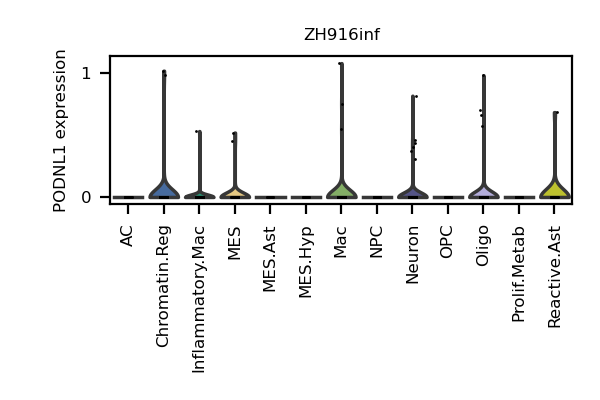 ZH916inf
PODNL1 expression
1
0
AC
Chromatin.Reg
Inflammatory.Mac
MES
MES.Ast
MES.Hyp
Mac
NPC
Neuron
OPC
Oligo
Prolif.Metab
Reactive.Ast